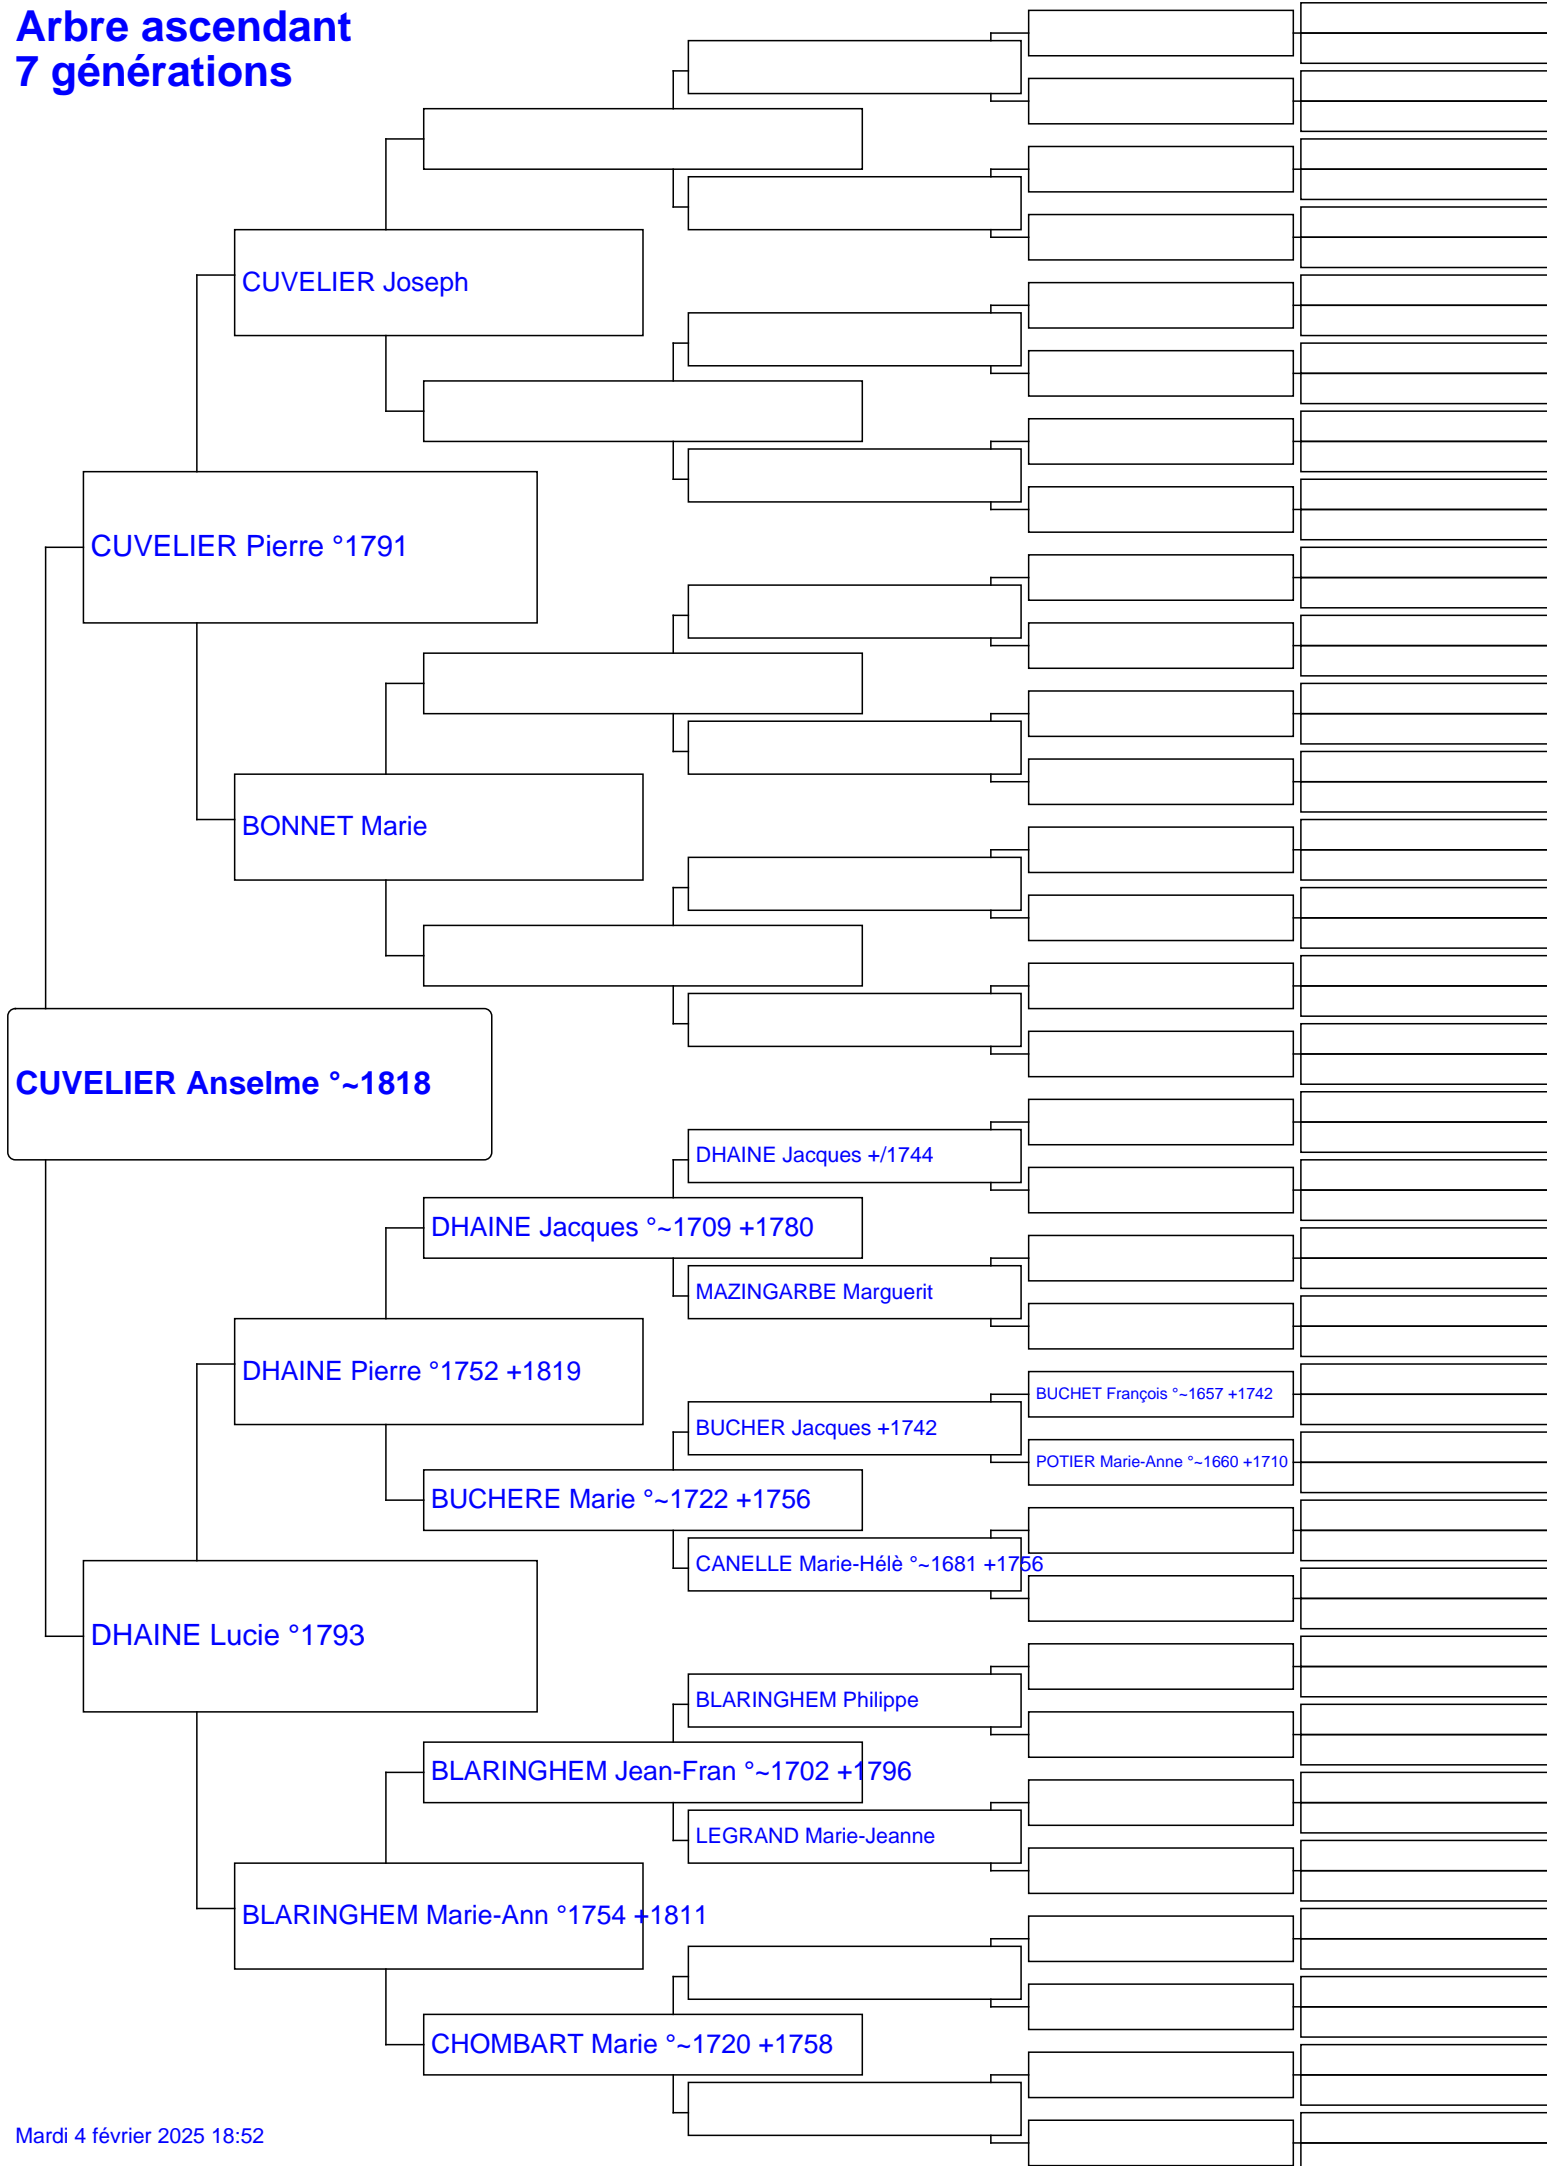 Arbre ascendant
7 générations
CUVELIER Joseph
CUVELIER Pierre °1791
BONNET Marie
CUVELIER Anselme °~1818
DHAINE Jacques +/1744
DHAINE Jacques °~1709 +1780
MAZINGARBE Marguerit
DHAINE Pierre °1752 +1819
BUCHET François °~1657 +1742
BUCHER Jacques +1742
POTIER Marie-Anne °~1660 +1710
BUCHERE Marie °~1722 +1756
CANELLE Marie-Hélè °~1681 +1756
DHAINE Lucie °1793
BLARINGHEM Philippe
BLARINGHEM Jean-Fran °~1702 +1796
LEGRAND Marie-Jeanne
BLARINGHEM Marie-Ann °1754 +1811
CHOMBART Marie °~1720 +1758
Mardi 4 février 2025 18:52